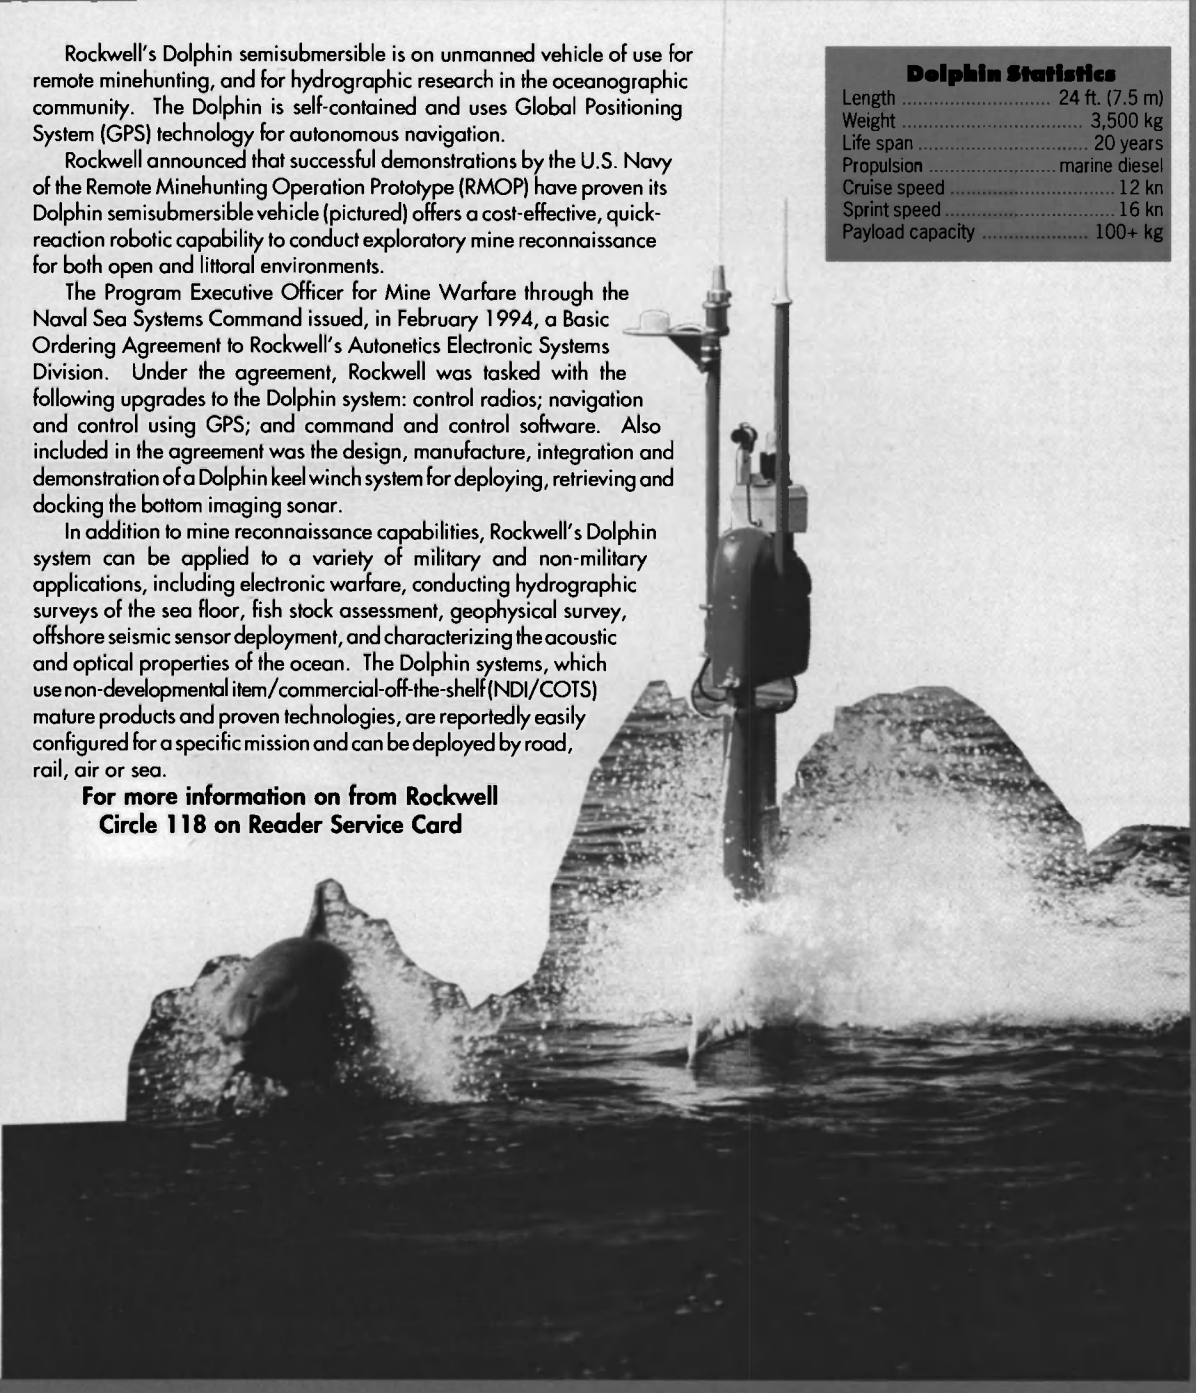 Rockwell's Dolphin semisubmersible is on unmanned vehicle of use for
remote minehunting, and for hydrographic research in the oceanographic
community. The Dolphin is self-contained and uses Global Positioning
System (GPS) technology for autonomous navigation.
Rockwell announced that successful demonstrations by the U.S. Navy
of the Remote Minehunting Operation Prototype (RMOP) have proven its
Dolphin semisubmersible vehicle (pictured) offers a cost-effective, quick-
reaction robotic capability to conduct exploratory mine reconnaissance
for both open and littoral environments.
The Program Executive Officer for Mine Warfare through the
Naval Sea Systems Command issued, in February 1994, a Basic
Ordering Agreement to Rockwell's Autonetics Electronic Systems
Division. Under the agreement, Rockwell was tasked with the
following upgrades to the Dolphin system: control radios; navigation
and control using GPS; and command and control software. Also
included in the agreement was the design, manufacture, integration and
demonstration of a Dolphin keel winch system for deploying, retrieving and
docking the bottom imaging sonar.
In addition to mine reconnaissance capabilities, Rockwell's Dolphin
system can be applied to a variety of military and non-military
applications, including electronic warfare, conducting hydrographic
surveys of the sea floor, fish stock assessment, geophysical survey,
offshore seismic sensor deployment, and characterizing the acoustic
and optical properties of the ocean. The Dolphin systems, which
use non-developmental item/commercial-off-the-shelf (NDI/COTS)
mature products and proven technologies, are reportedly easily
configured for a specific mission and can be deployed by road,
rail, air or sea.
For more information on from Rockwell
Circle 118 on Reader Service Card
Dolphin Statistics
Length ........................... 24 ft. (7.5 m)
Weight ................................. 3,500 kg
Life span ............................... 20 years
Propulsion ....................... marine diesel
Cruise speed .............................. 12 kn
Sprint speed ............................... 16 kn
Payload capacity ................... 100+ kg